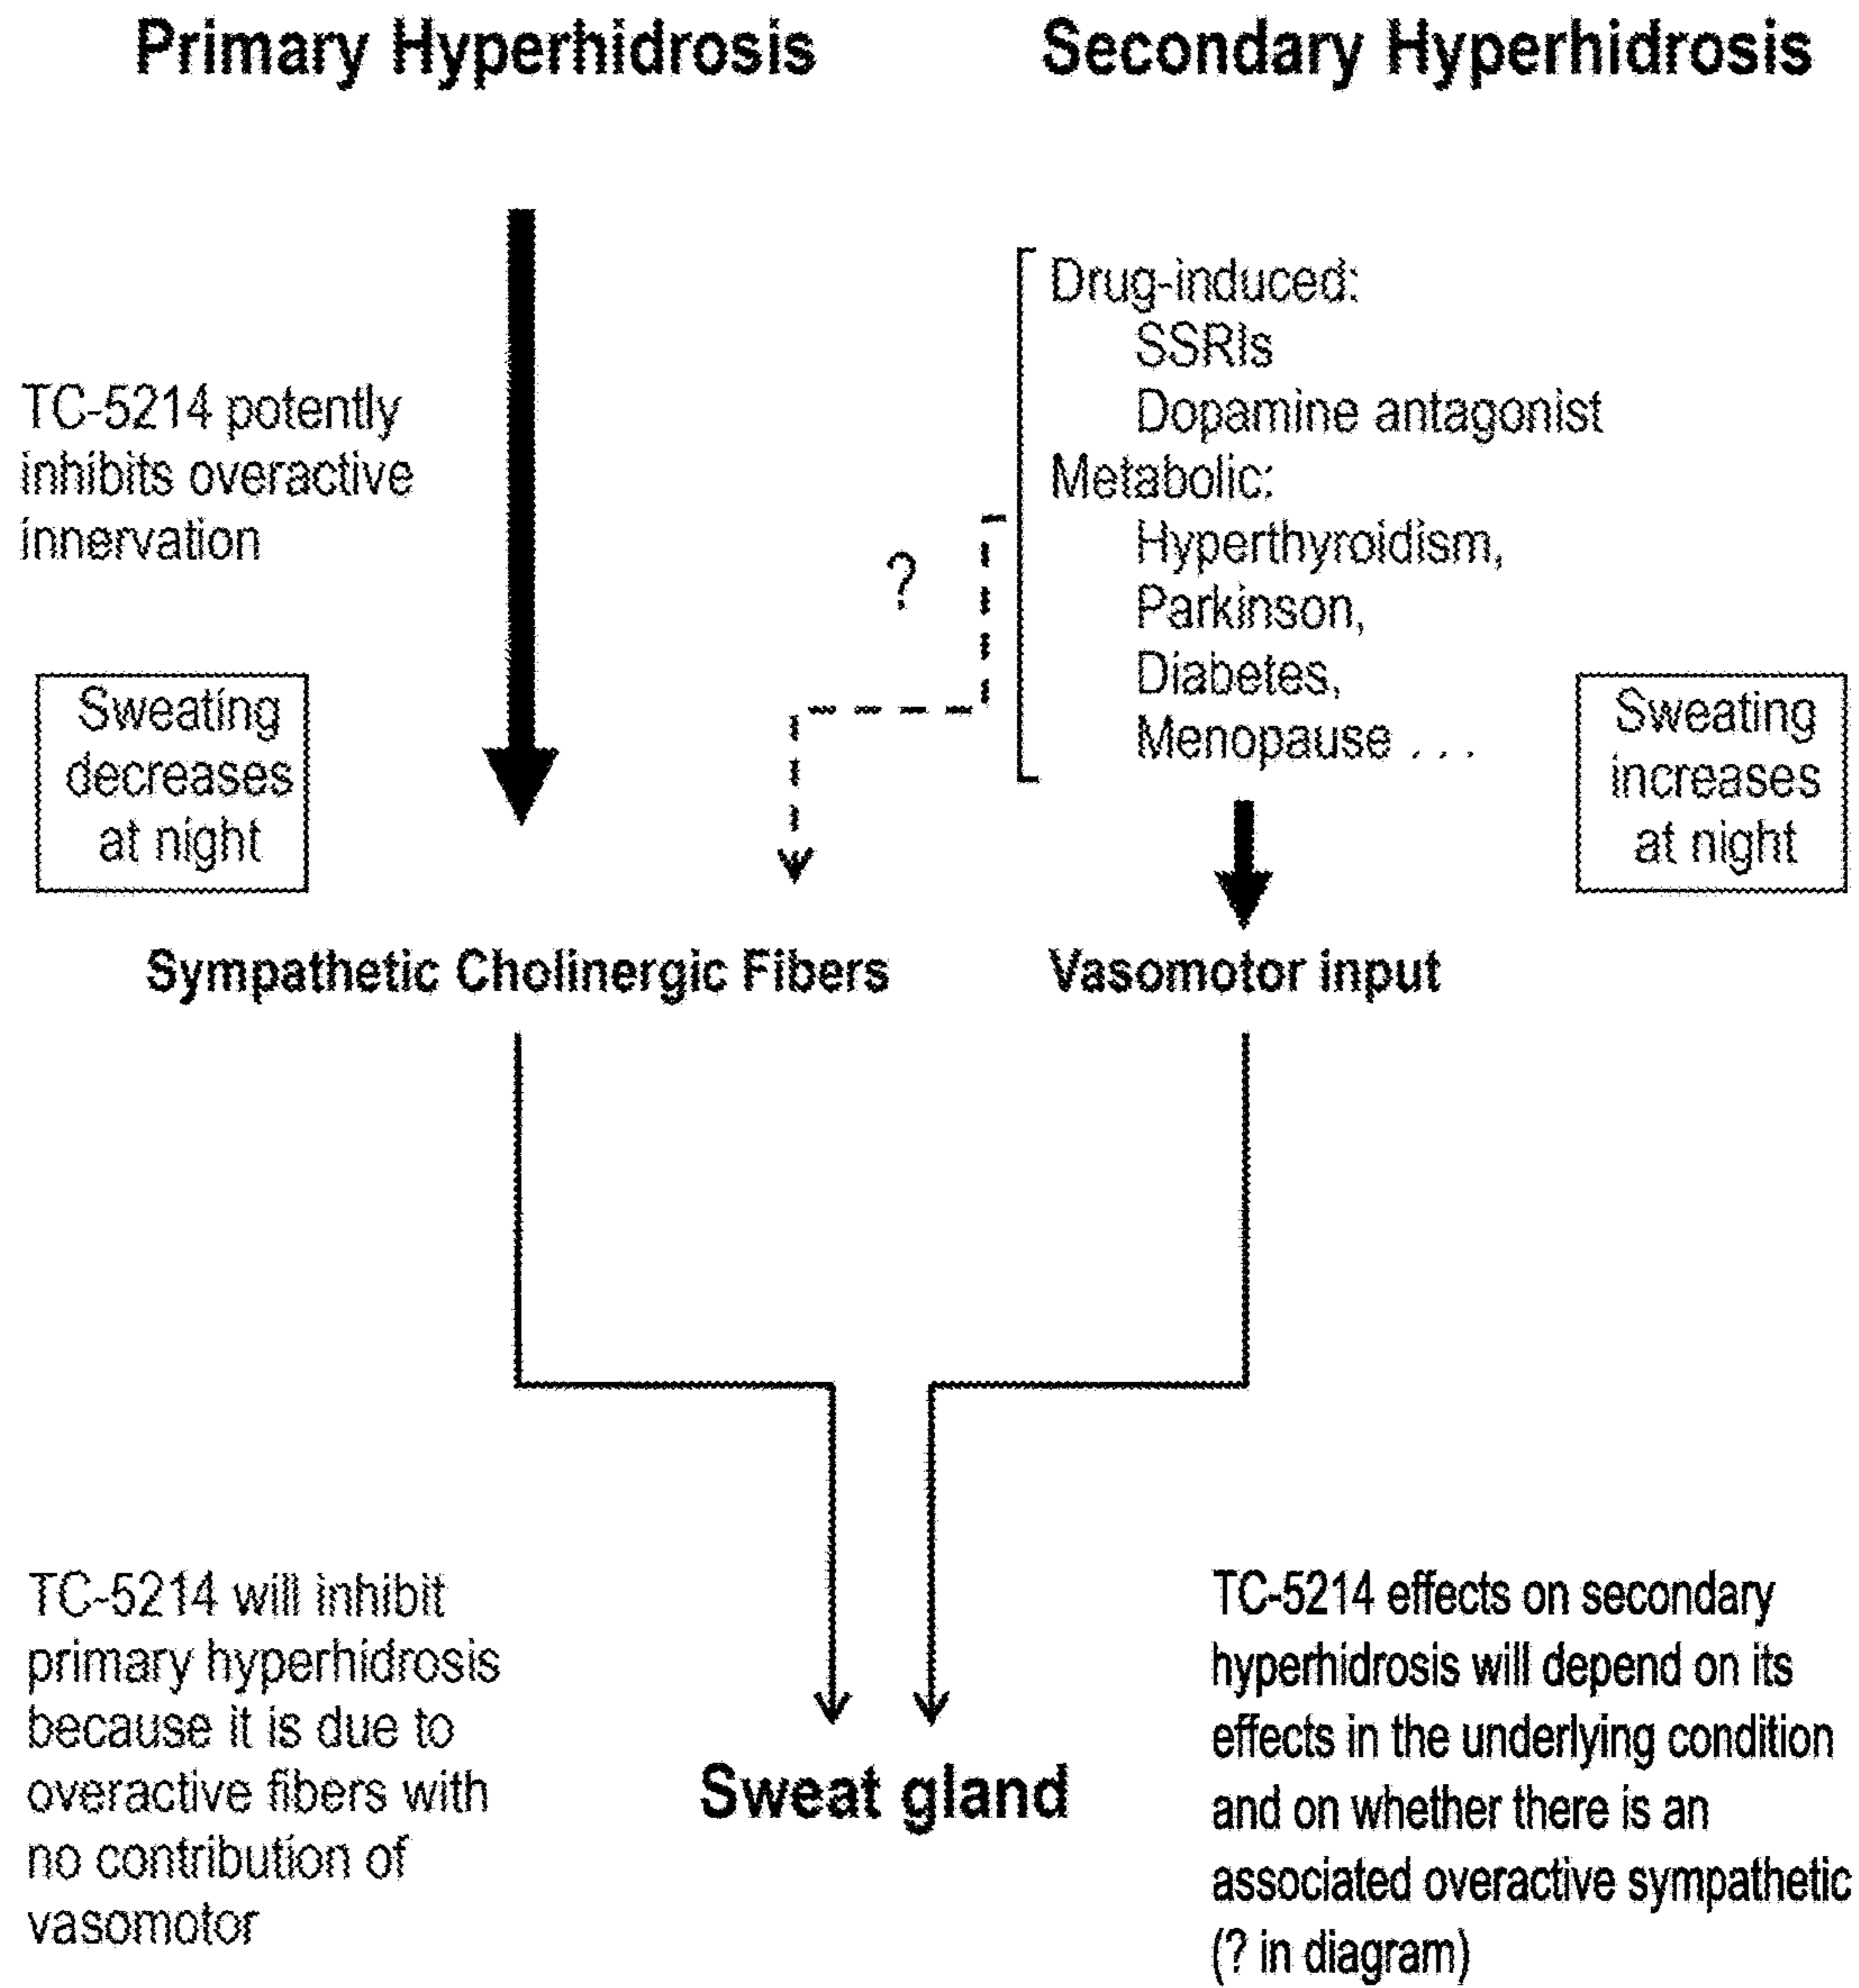 Primary Hyperhidrosis
Secondary Hyperhidrosis
TC-5214 potently
inhibits overactive
innervation
Sweating
decreases
at night
?
Drug-induced:
SSRIs
Dopamine antagonist
Metabolic:
Hyperthyroidism,
Parkinson,
Diabetes,
Menopause . . .
Sweating
increases
at night
Sympathetic Cholinergic Fibers
Vasomotor input
TC-5214 will inhibit
primary hyperhidrosis
because it is due to
overactive fibers with
no contribution of
vasomotor
Sweat gland
TC-5214 effects on secondary
hyperhidrosis will depend on its
effects in the underlying condition
and on whether there is an
associated overactive sympathetic
(? in diagram)